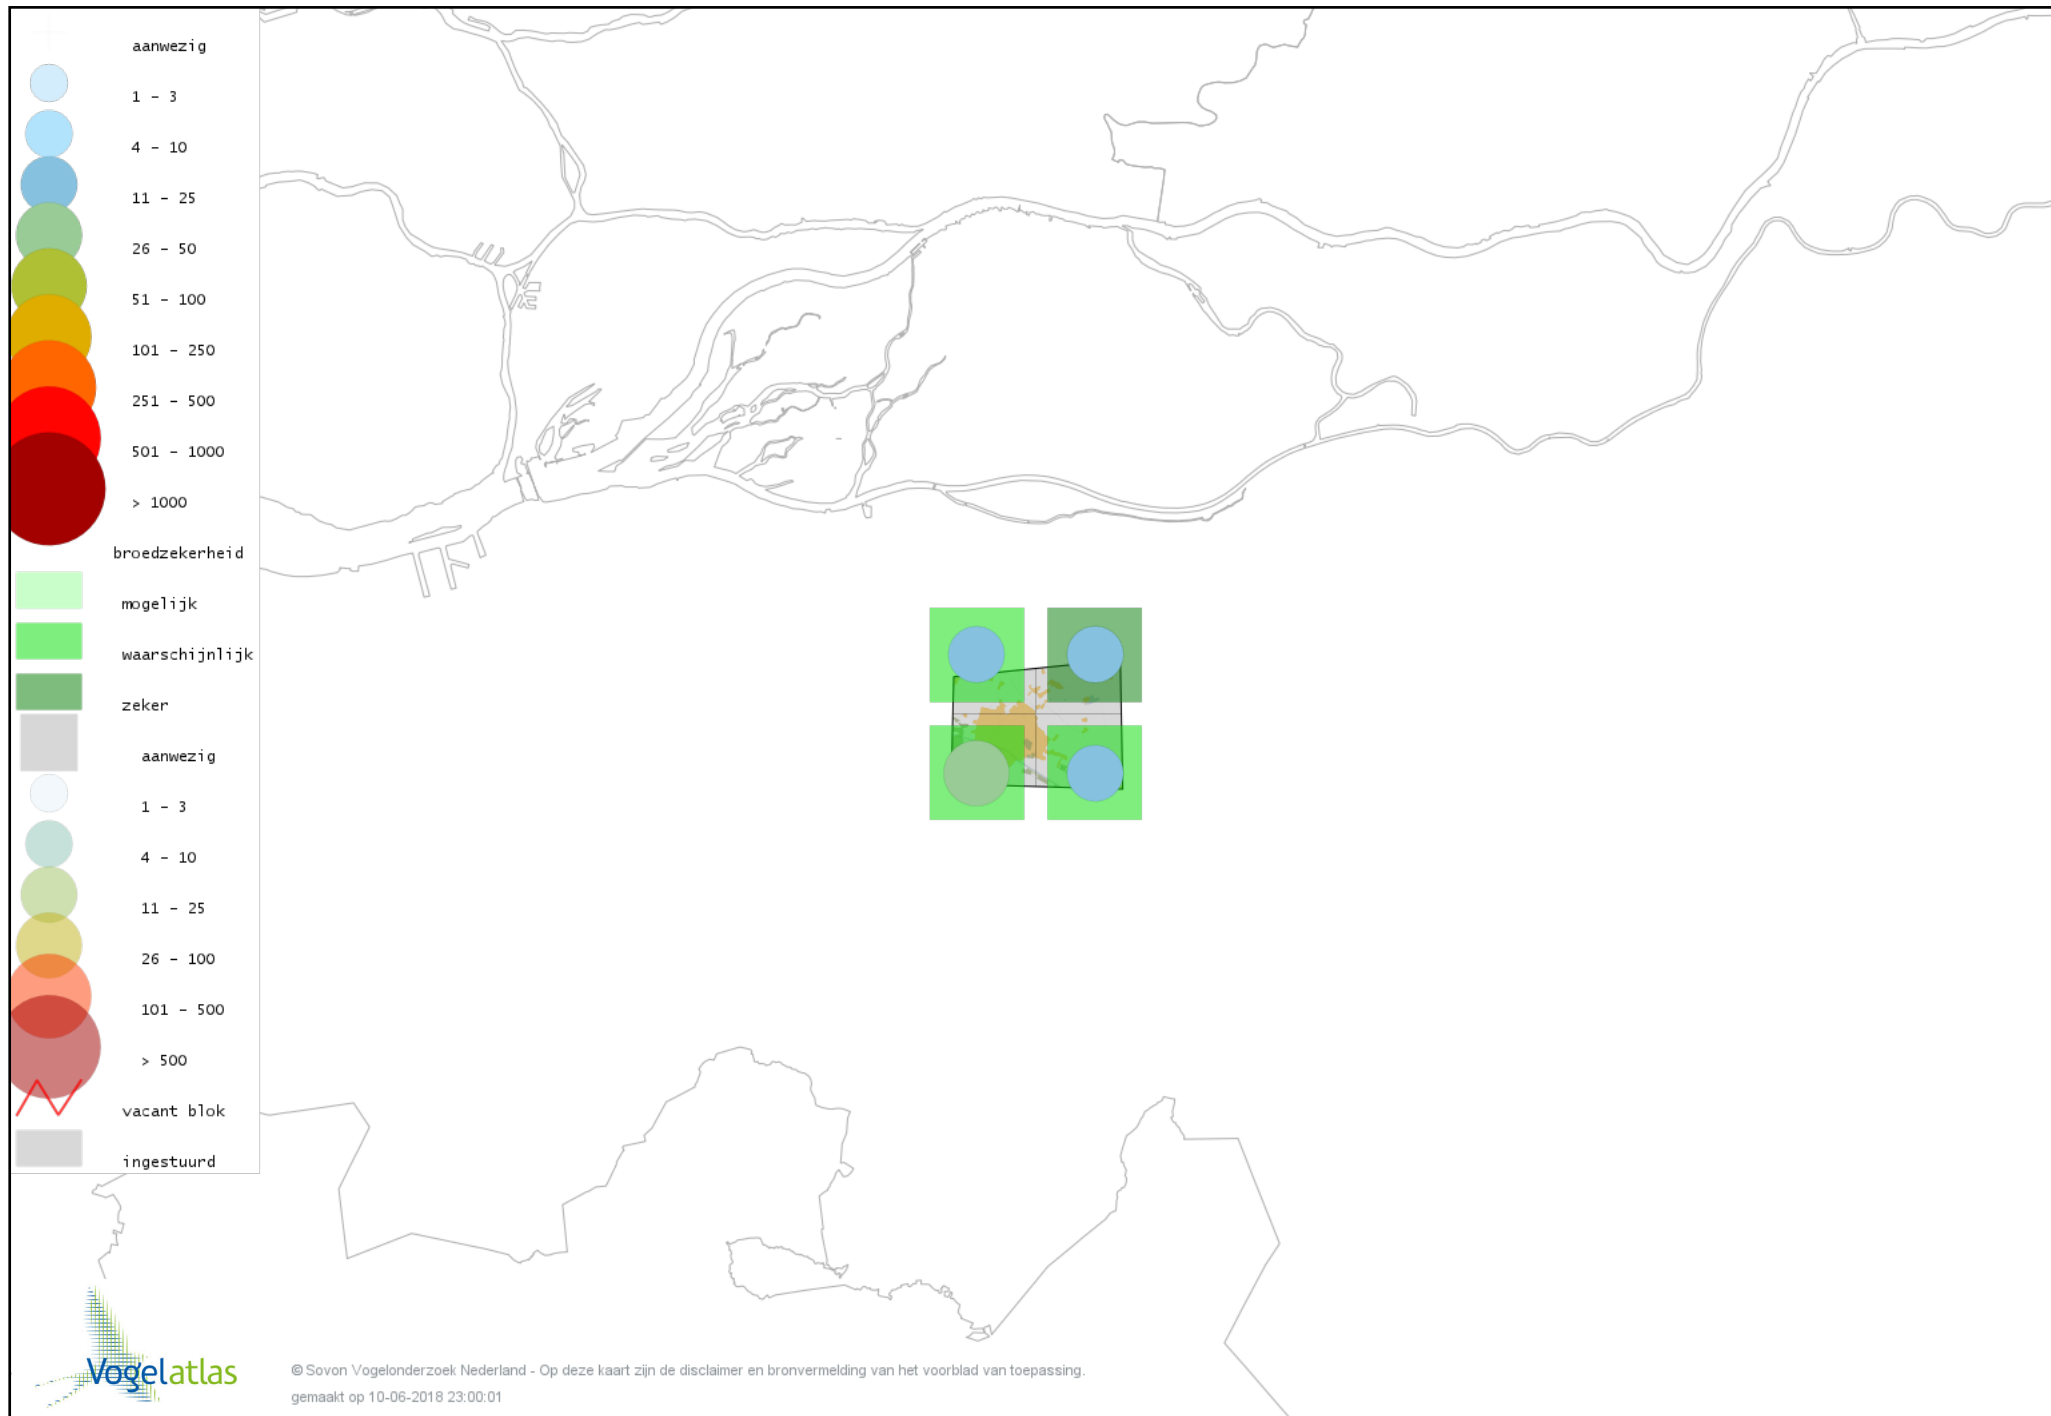 aanwezig
1 - 3
4 - 10
11 - 25
26 - 50
51 - 100
101 - 250
251 - 500
501 - 1000
> 1000
broedzekerheid
mogelijk
waarschijnlijk
zeker
aanwezig
1 - 3
4 - 10
11 - 25
26 - 100
101 - 500
> 500
vacant blok
ingestuurd
Vogelatlas
© Sovon Vogelonderzoek Nederland - Op deze kaart zijn de disclaimer en bronvermelding van het voorblad van toepassing.
gemaakt op 10-06-2018 23:00:01